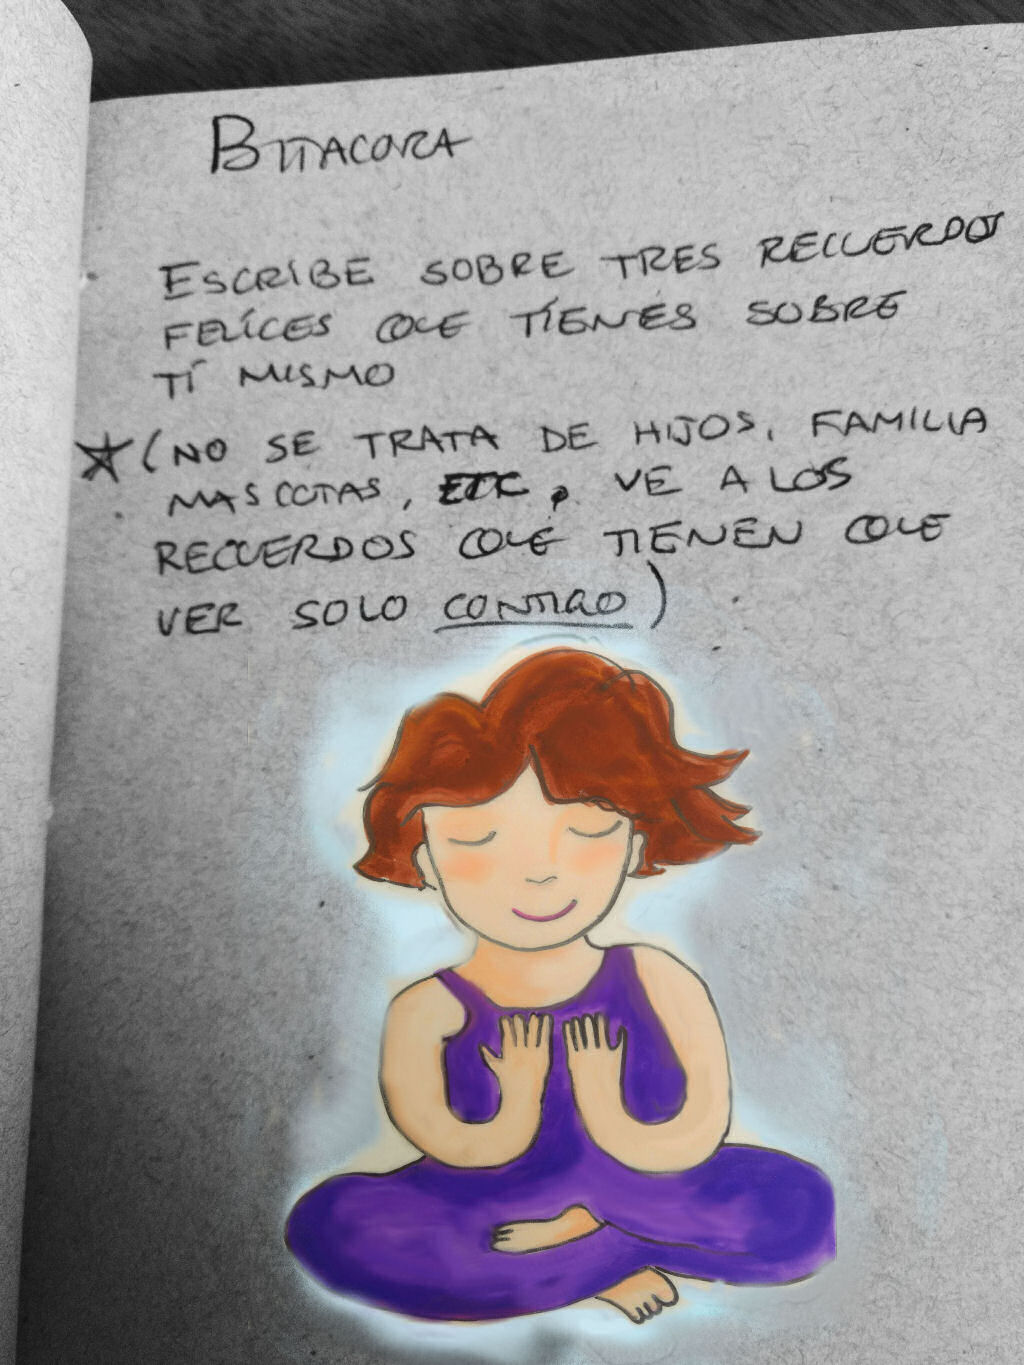 BITACORA
ESCRIBE SOBRE TRES RECUERDOS
FELÍCES QUE TÍENES SOBRE
TÍ MISMO
★(NO SE TRATA DE HIJOS, FAMILIA
MASCOTAS, ETC, VE A LOS
RECUERDOS QUE TIENEN QUE
VER SOLO CONTIGO)